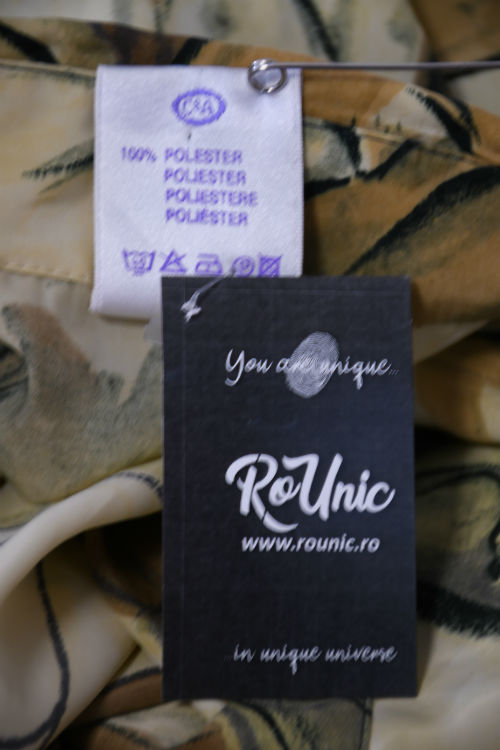 C&A
100% POLESTER
POLIESTER
POLIESTERE
POLIÉSTER
You are unique...
RoUnic
www.rounic.ro
in unique universe